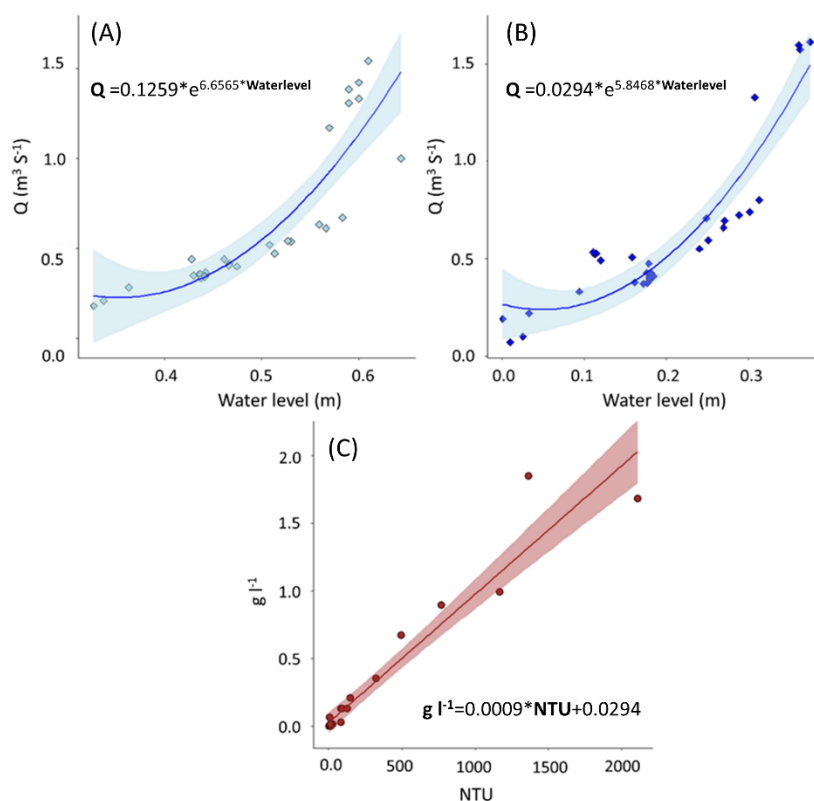 (A)
Q =0.1259*e^6.6565*Waterlevel
Q (m³ S⁻¹)
1.5
1.0
0.5
0.0
0.4
0.5
0.6
Water level (m)
(B)
Q =0.0294*e^5.8468*Waterlevel
Q (m³ S⁻¹)
1.5
1.0
0.5
0.0
0.0
0.1
0.2
0.3
Water level (m)
(C)
g l⁻¹
2.0
1.5
1.0
0.5
0.0
g l⁻¹=0.0009*NTU+0.0294
0.0
500
1000
1500
2000
NTU